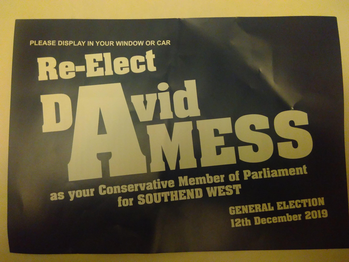 PLEASE DISPLAY IN YOUR WINDOW OR CAR
Re-Elect
DAvid
AMESS
as your Conservative Member of Parliament
for SOUTHEND WEST
GENERAL ELECTION
12th December 2019